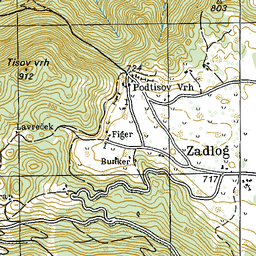 803
724
Tisov vrh
912
Podtisov Vrh
Lavreček
Figer
Zadlog
Bunker
717